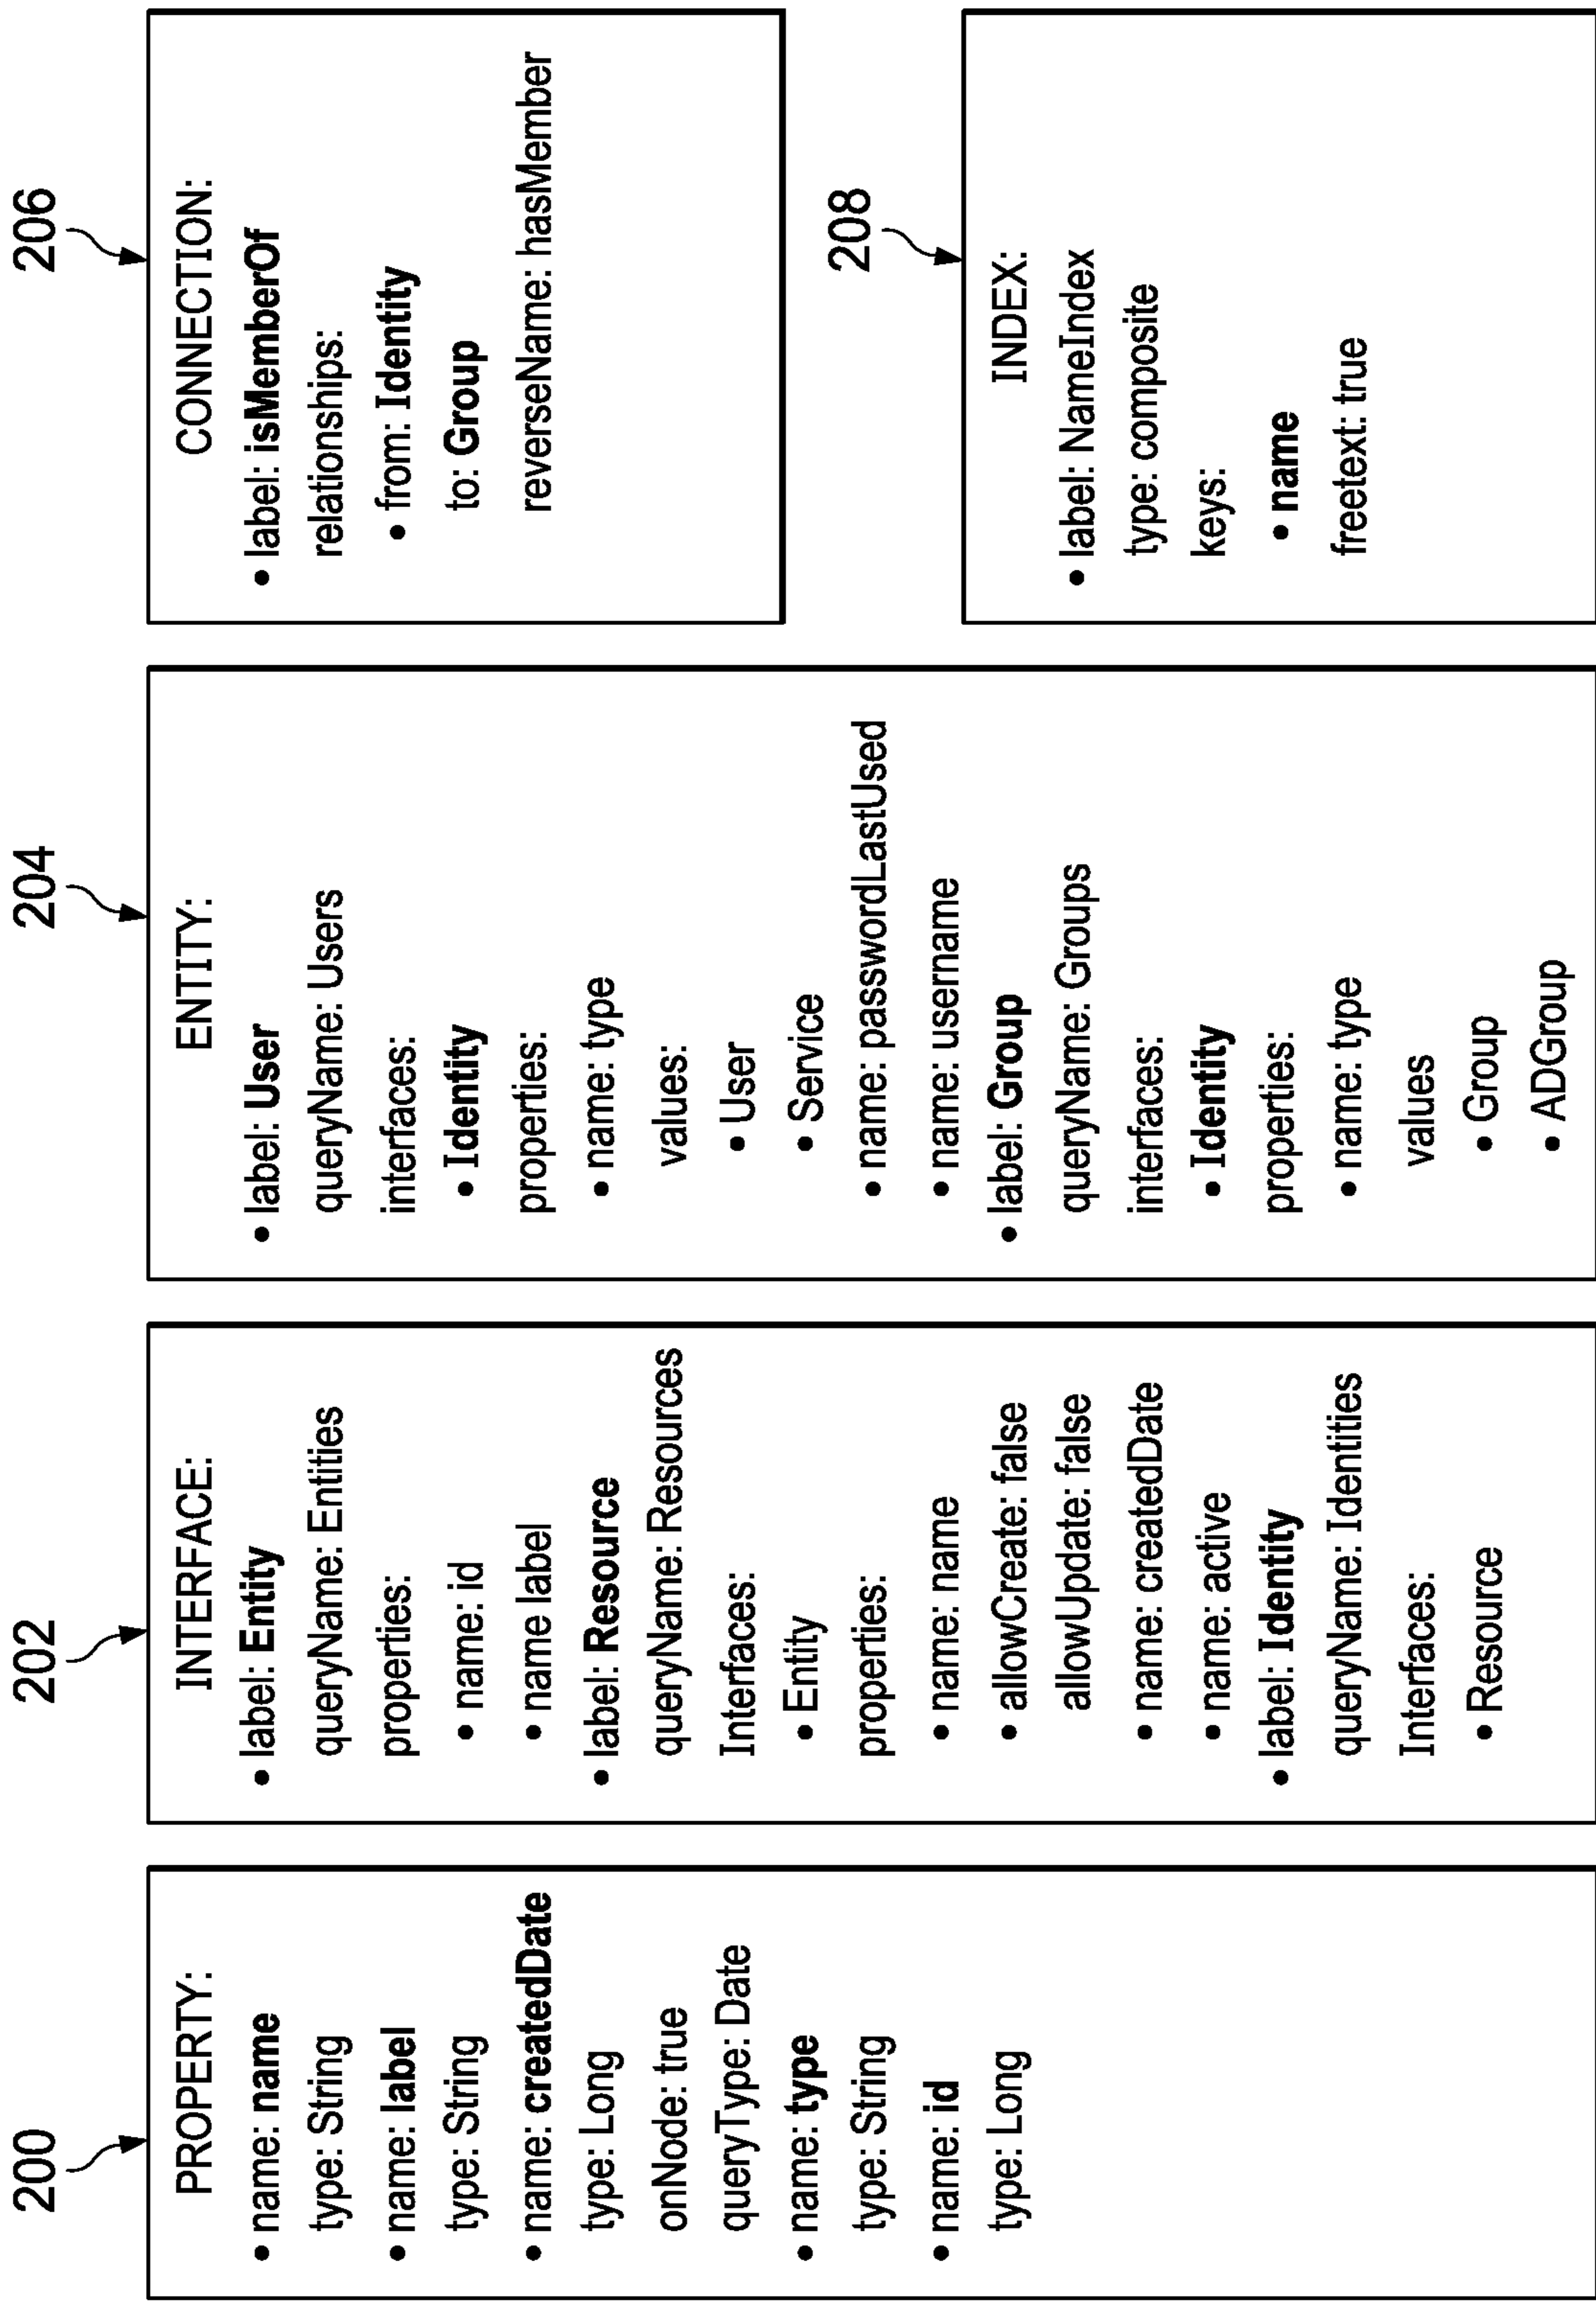 200
PROPERTY:
• name: name
type: String
• name: label
type: String
• name: createdDate
type: Long
onNode: true
queryType: Date
• name: type
type: String
• name: id
type: Long
202
INTERFACE:
• label: Entity
queryName: Entities
properties:
• name: id
• name label
• label: Resource
queryName: Resources
Interfaces:
• Entity
properties:
• name: name
• allowCreate: false
allowUpdate: false
• name: createdDate
• name: active
• label: Identity
queryName: Identities
Interfaces:
• Resource
204
ENTITY:
• label: User
queryName: Users
interfaces:
• Identity
properties:
• name: type
values:
• User
• Service
• name: passwordLastUsed
• name: username
• label: Group
queryName: Groups
interfaces:
• Identity
properties:
• name: type
values
• Group
• ADGroup
206
CONNECTION:
• label: isMemberOf
relationships:
• from: Identity
to: Group
reverseName: hasMember
208
INDEX:
• label: NameIndex
type: composite
keys:
• name
freetext: true